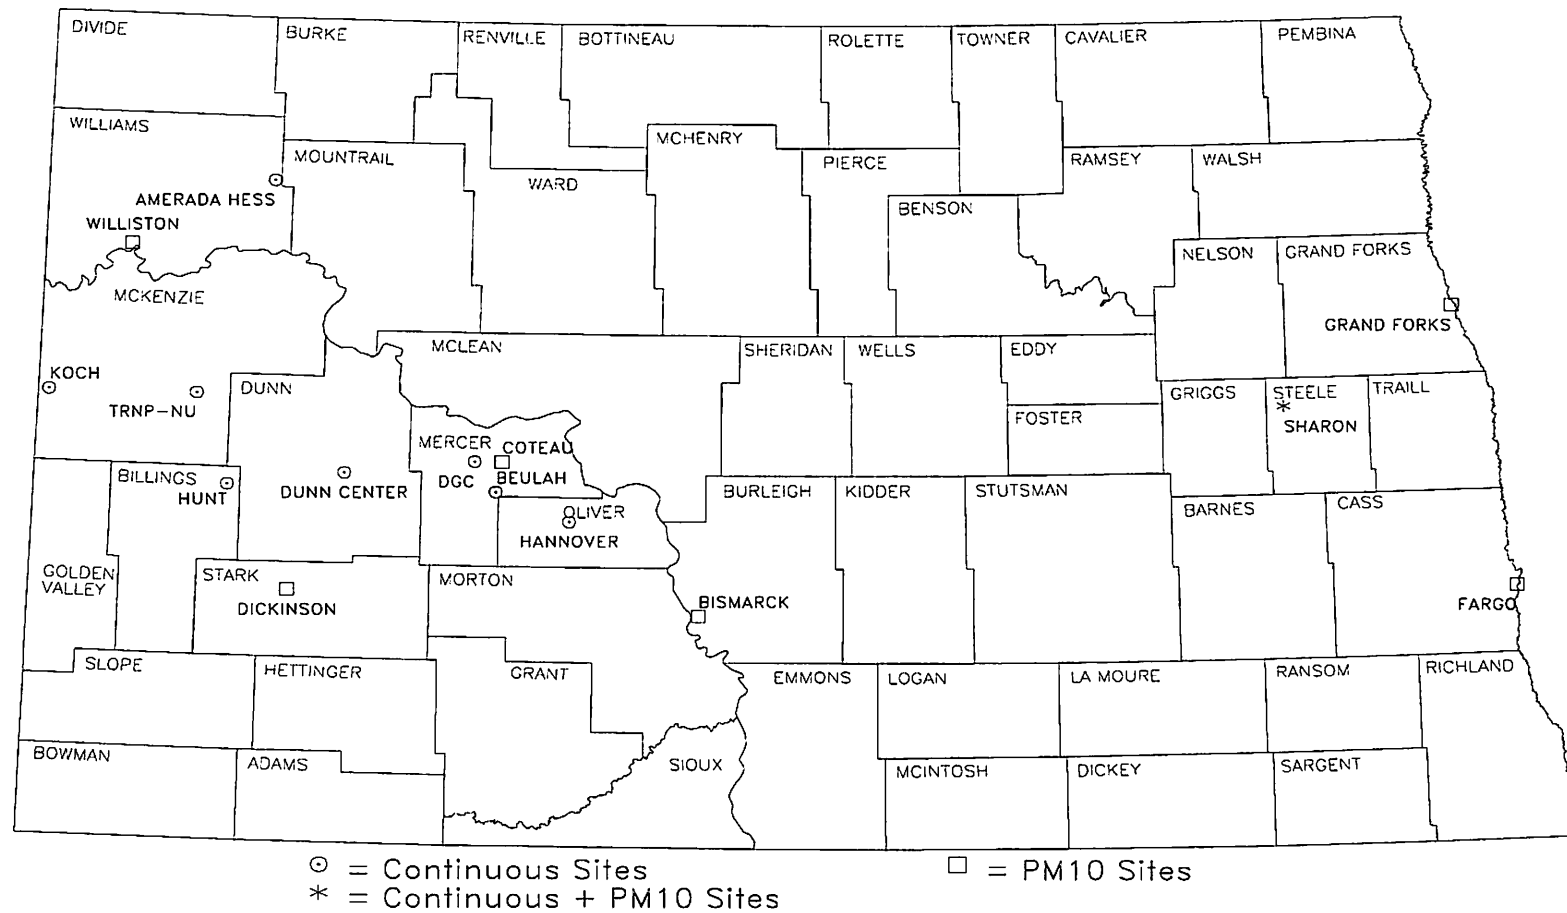 DIVIDE
BURKE
RENVILLE
BOTTINEAU
ROLETTE
TOWNER
CAVALIER
PEMBINA
WILLIAMS
MOUNTRAIL
WARD
MCHENRY
PIERCE
RAMSEY
WALSH
AMERADA HESS
WILLISTON
BENSON
NELSON
GRAND FORKS
MCKENZIE
GRAND FORKS
MCLEAN
SHERIDAN
WELLS
EDDY
KOCH
TRNP-NU
DUNN
GRIGGS
STEELE
TRAILL
FOSTER
* SHARON
MERCER
COTEAU
DGC
BEULAH
BILLINGS
HUNT
DUNN CENTER
BURLEIGH
KIDDER
STUTSMAN
BARNES
CASS
OLIVER
HANNOVER
GOLDEN
VALLEY
STARK
DICKINSON
MORTON
BISMARCK
FARGO
SLOPE
HETTINGER
GRANT
EMMONS
LOGAN
LA MOURE
RANSOM
RICHLAND
BOWMAN
ADAMS
SIOUX
MCINTOSH
DICKEY
SARGENT
⊙ = Continuous Sites
□ = PM10 Sites
* = Continuous + PM10 Sites